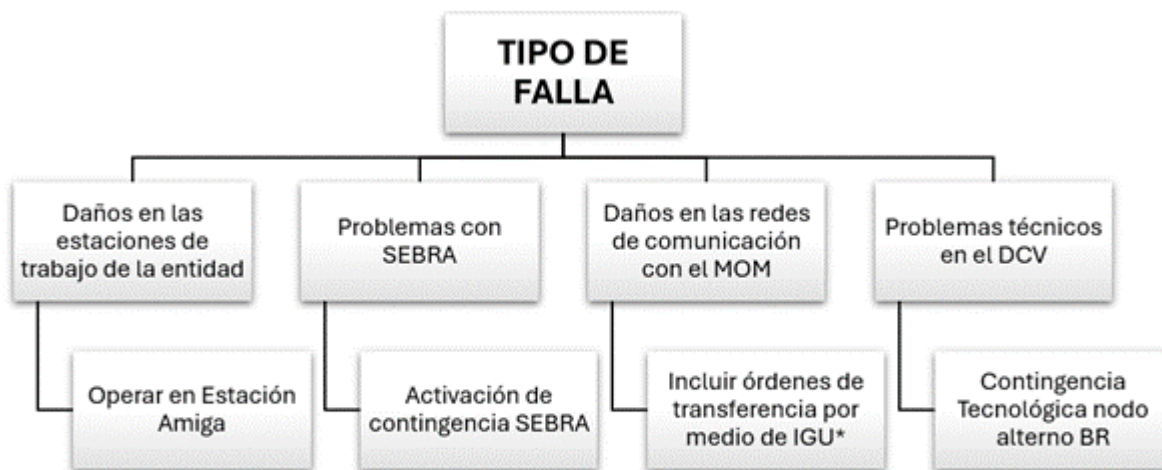 TIPO DE
FALLA
Daños en las
estaciones de
trabajo de la entidad
Problemas con
SEBRA
Daños en las redes
de comunicación
con el MOM
Problemas técnicos
en el DCV
Operar en Estación
Amiga
Activación de
contingencia SEBRA
Incluir órdenes de
transferencia por
medio de IGU*
Contingencia
Tecnológica nodo
alterno BR